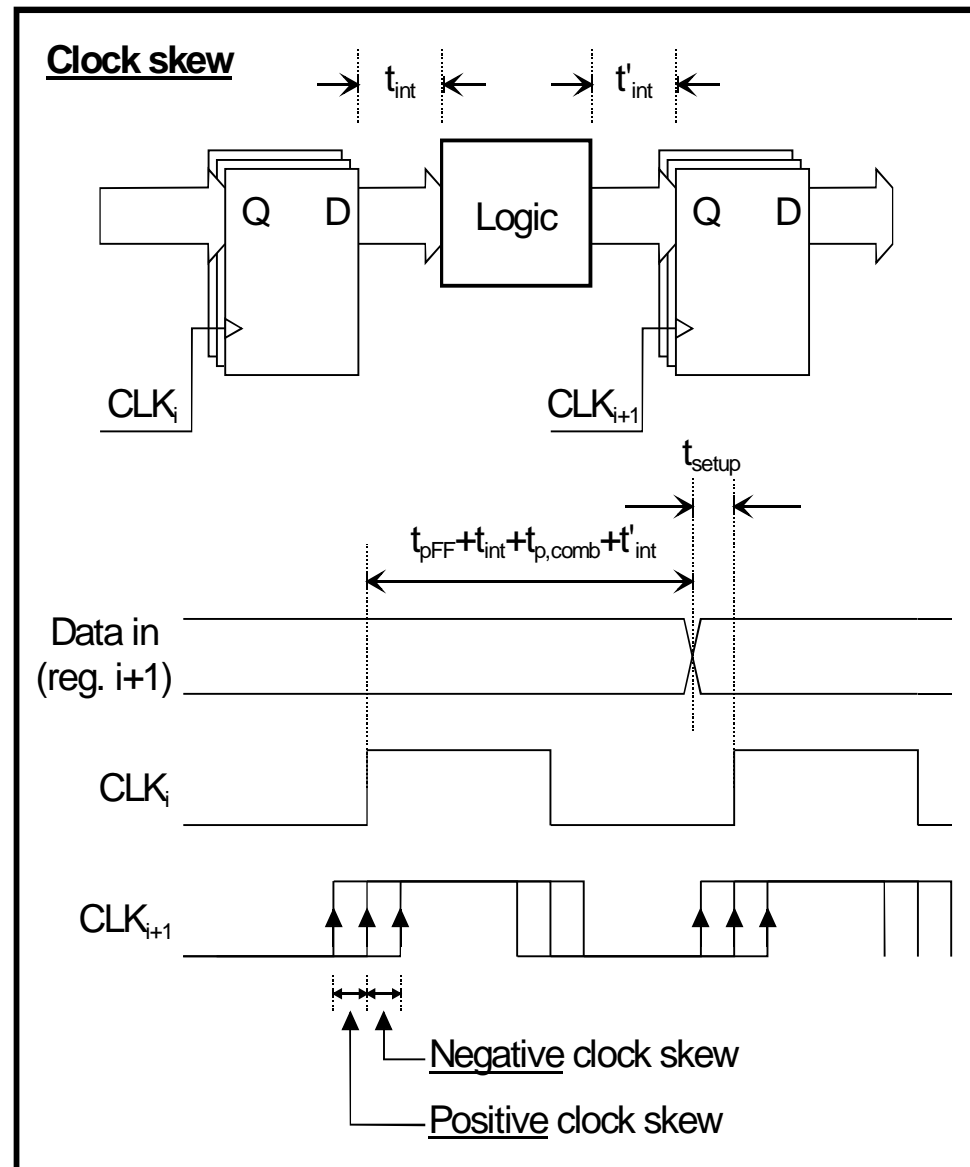 Clock skew
t_int
t'_int
Q D
Logic
Q D
CLK_i
CLK_i+1
t_setup
t_pFF+t_int+t_p,comb+t'_int
Data in
(reg. i+1)
CLK_i
CLK_i+1
Negative clock skew
Positive clock skew